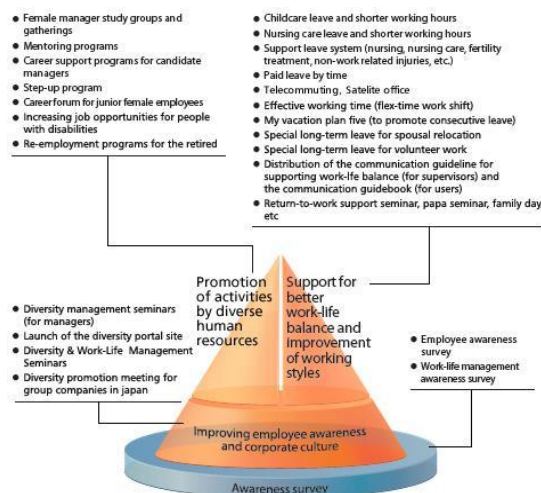 ● Female manager study groups and
gatherings
● Mentoring programs
● Career support programs for candidate
managers
● Step-up program
● Career forum for junior female employees
● Increasing job opportunities for people
with disabilities
● Re-employment programs for the retired
● Childcare leave and shorter working hours
● Nursing care leave and shorter working hours
● Support leave system (nursing, nursing care, fertility
treatment, non-work related injuries, etc.)
● Paid leave by time
● Telecommuting, Satelite office
● Effective working time (flex-time work shift)
● My vacation plan five (to promote consecutive leave)
● Special long-term leave for spousal relocation
● Special long-term leave for volunteer work
● Distribution of the communication guideline for
supporting work-life balance (for supervisors) and
the communication guidebook (for users)
● Return-to-work support seminar, papa seminar, family day
etc
Promotion
of activities
by diverse
human
resources
Support for
better
work-life
balance and
improvement
of working
styles
● Diversity management seminars
(for managers)
● Launch of the diversity portal site
● Diversity & Work-Life Management
Seminars
● Diversity promotion meeting for
group companies in japan
● Employee awareness
survey
● Work-life management
awareness survey
Improving employee awareness
and corporate culture
Awareness survey